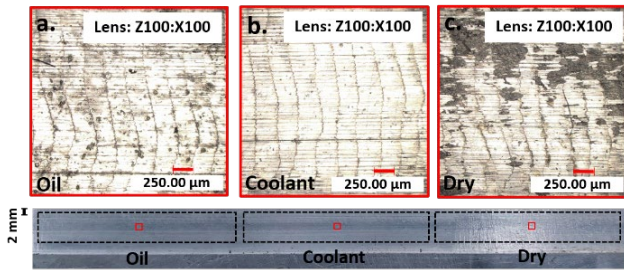 a. Lens: Z100:X100
b. Lens: Z100:X100
c. Lens: Z100:X100
Oil 250.00 μm
Coolant 250.00 μm
Dry 250.00 μm
2 mm
Oil Coolant Dry